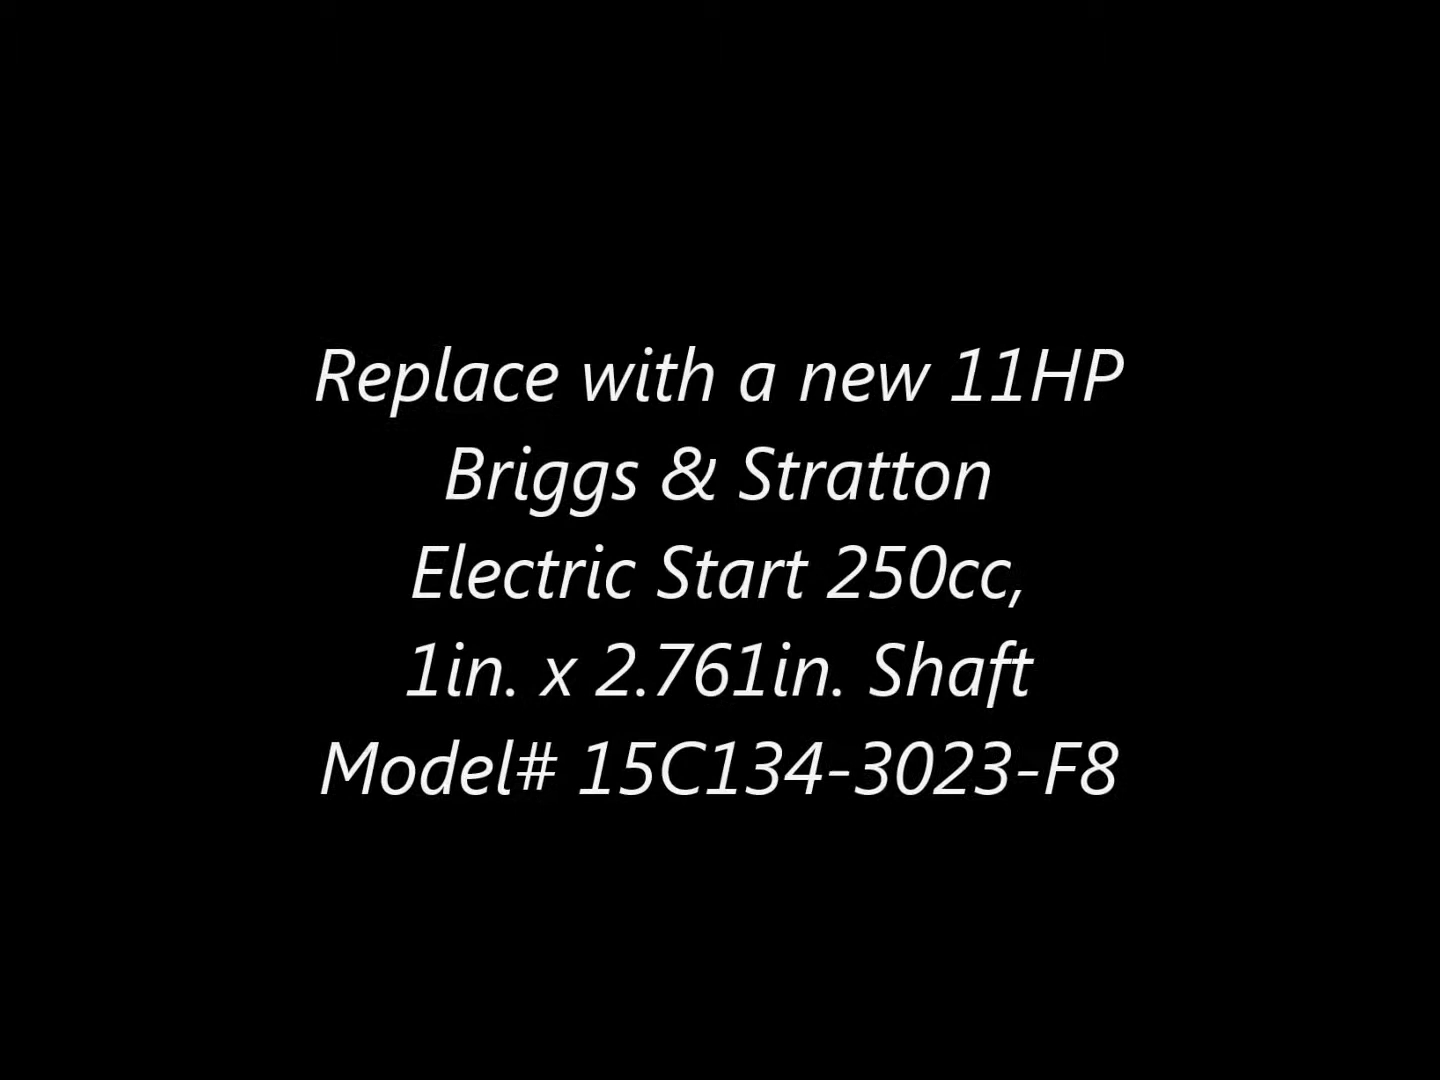 Replace with a new 11HP
Briggs & Stratton
Electric Start 250cc,
1in. x 2.761in. Shaft
Model# 15C134-3023-F8